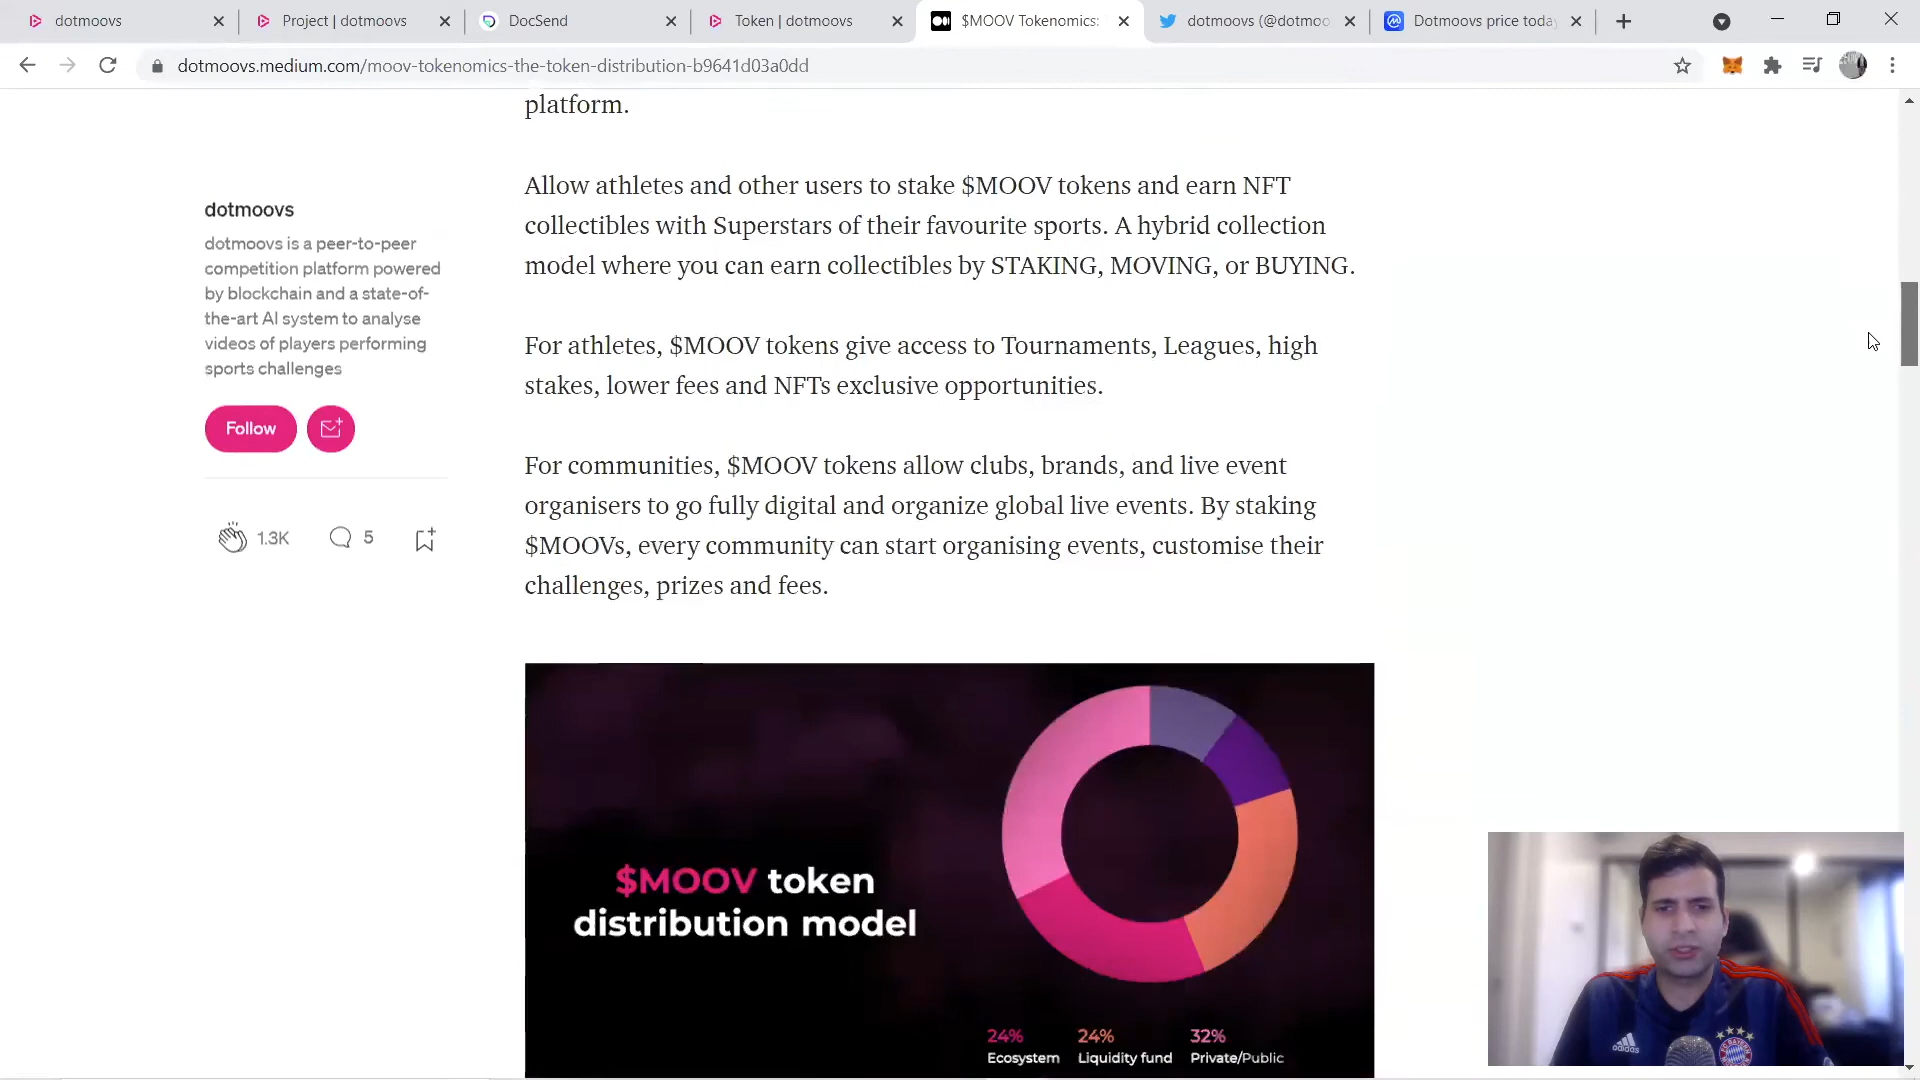 dotmoovs
Project | dotmoovs
DocSend
Token | dotmoovs
$MOOV Tokenomics:
dotmoovs (@dotmoo
Dotmoovs price today
dotmoovs.medium.com/moov-tokenomics-the-token-distribution-b9641d03a0dd
platform.
Allow athletes and other users to stake $MOOV tokens and earn NFT
collectibles with Superstars of their favourite sports. A hybrid collection
model where you can earn collectibles by STAKING, MOVING, or BUYING.
For athletes, $MOOV tokens give access to Tournaments, Leagues, high
stakes, lower fees and NFTs exclusive opportunities.
For communities, $MOOV tokens allow clubs, brands, and live event
organisers to go fully digital and organize global live events. By staking
$MOOVs, every community can start organising events, customise their
challenges, prizes and fees.
dotmoovs
dotmoovs is a peer-to-peer
competition platform powered
by blockchain and a state-of-
the-art AI system to analyse
videos of players performing
sports challenges
Follow
1.3K
5
$MOOV token
distribution model
24%
Ecosystem
24%
Liquidity fund
32%
Private/Public
adidas